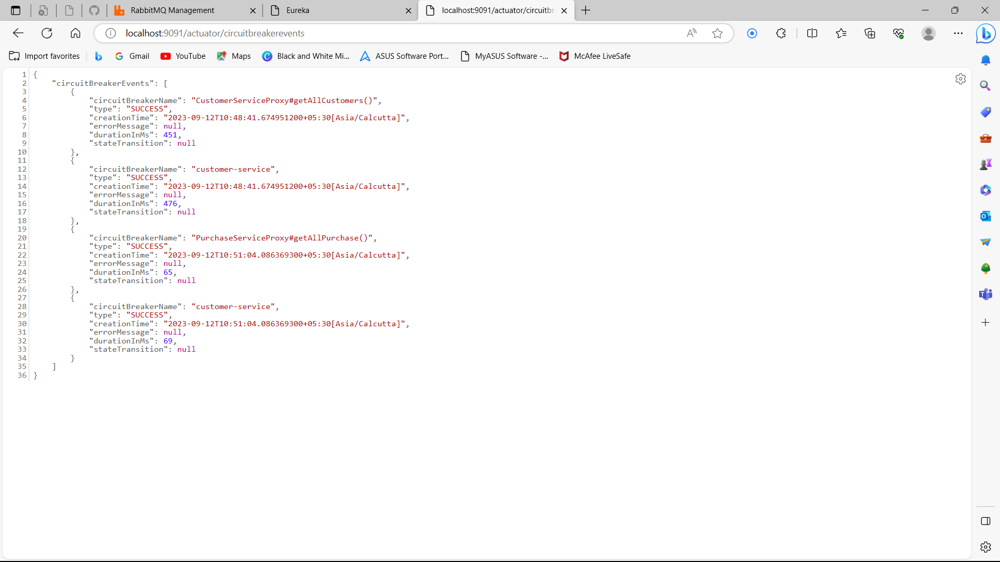 RabbitMQ Management
Eureka
localhost:9091/actuator/circuitbr
localhost:9091/actuator/circuitbreakerevents
Import favorites
Gmail
YouTube
Maps
Black and White Mi...
ASUS Software Port...
MyASUS Software -...
McAfee LiveSafe
1 {
2 "circuitBreakerEvents": [
3 {
4 "circuitBreakerName": "CustomerServiceProxy#getAllCustomers()",
5 "type": "SUCCESS",
6 "creationTime": "2023-09-12T10:48:41.674951200+05:30[Asia/Calcutta]",
7 "errorMessage": null,
8 "durationInMs": 451,
9 "stateTransition": null
10 },
11 {
12 "circuitBreakerName": "customer-service",
13 "type": "SUCCESS",
14 "creationTime": "2023-09-12T10:48:41.674951200+05:30[Asia/Calcutta]",
15 "errorMessage": null,
16 "durationInMs": 476,
17 "stateTransition": null
18 },
19 {
20 "circuitBreakerName": "PurchaseServiceProxy#getAllPurchase()",
21 "type": "SUCCESS",
22 "creationTime": "2023-09-12T10:51:04.086369300+05:30[Asia/Calcutta]",
23 "errorMessage": null,
24 "durationInMs": 65,
25 "stateTransition": null
26 },
27 {
28 "circuitBreakerName": "customer-service",
29 "type": "SUCCESS",
30 "creationTime": "2023-09-12T10:51:04.086369300+05:30[Asia/Calcutta]",
31 "errorMessage": null,
32 "durationInMs": 69,
33 "stateTransition": null
34 }
35 ]
36 }